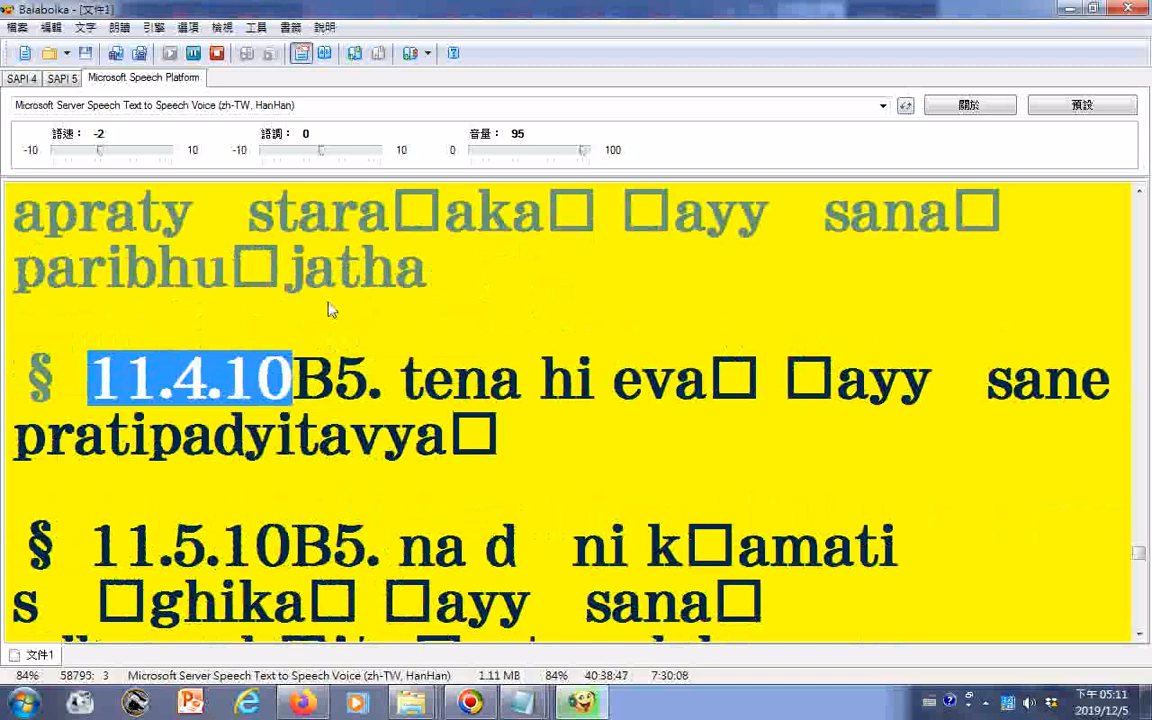 Balabolka - [文件1]
檔案 編輯 文字 朗讀 引擎 選項 檢視 工具 書籤 說明
SAPI 4 SAPI 5 Microsoft Speech Platform
Microsoft Server Speech Text to Speech Voice (zh-TW, HanHan) 關於 預設
語速： -2 語調： 0 音量： 95
-10 10 -10 10 0 100
apraty stara□aka□ □ayy sana□
paribhu□jatha
§ 11.4.10B5. tena hi eva□ □ayy sane
pratipadyitavya□
§ 11.5.10B5. na d ni k□amati
s □ghika□ □ayy sana□
文件1
84% 58795: 3 Microsoft Server Speech Text to Speech Voice (zh-TW, HanHan) 1.11 MB 84% 40:38:47 7:30:08
下午 05:11
2019/12/5